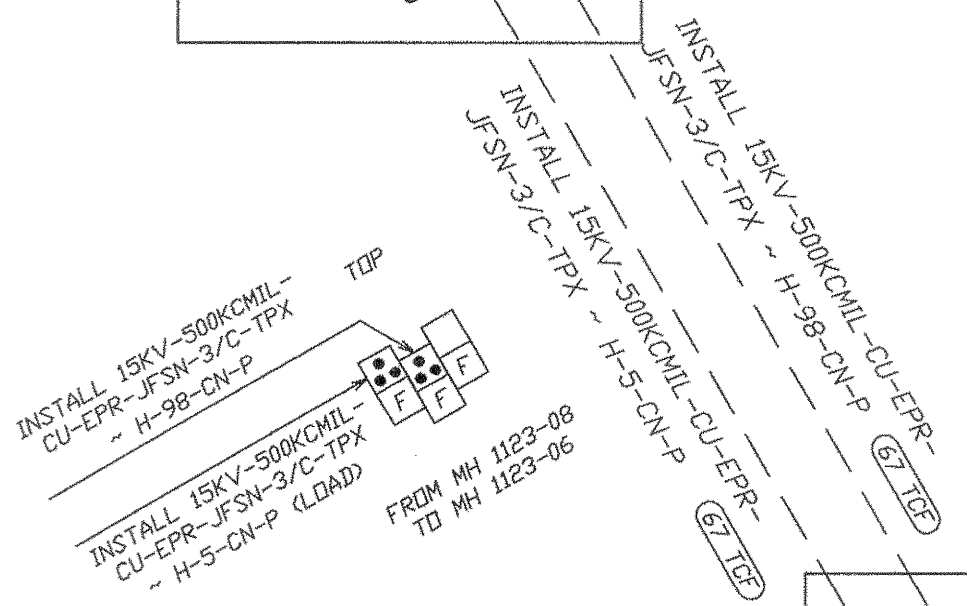 INSTALL 15KV-500KCMIL-CU-EPR-
JFSN-3/C-TPX ~ H-98-CN-P
67 TCF
INSTALL 15KV-500KCMIL-CU-EPR-
JFSN-3/C-TPX ~ H-5-CN-P
67 TCF
TOP
INSTALL 15KV-500KCMIL-
CU-EPR-JFSN-3/C-TPX
~ H-98-CN-P
F
F
F
INSTALL 15KV-500KCMIL-
CU-EPR-JFSN-3/C-TPX
~ H-5-CN-P (LOAD)
FROM MH 1123-08
TO MH 1123-06